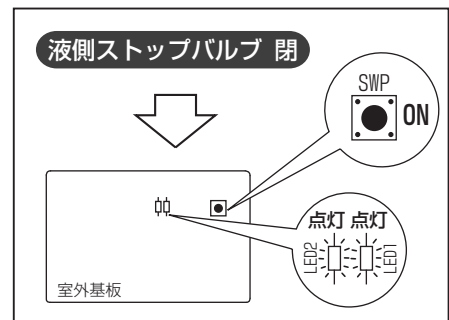 液側ストップバルブ 閉
SWP
ON
点灯 点灯
LED2
LED1
室外基板